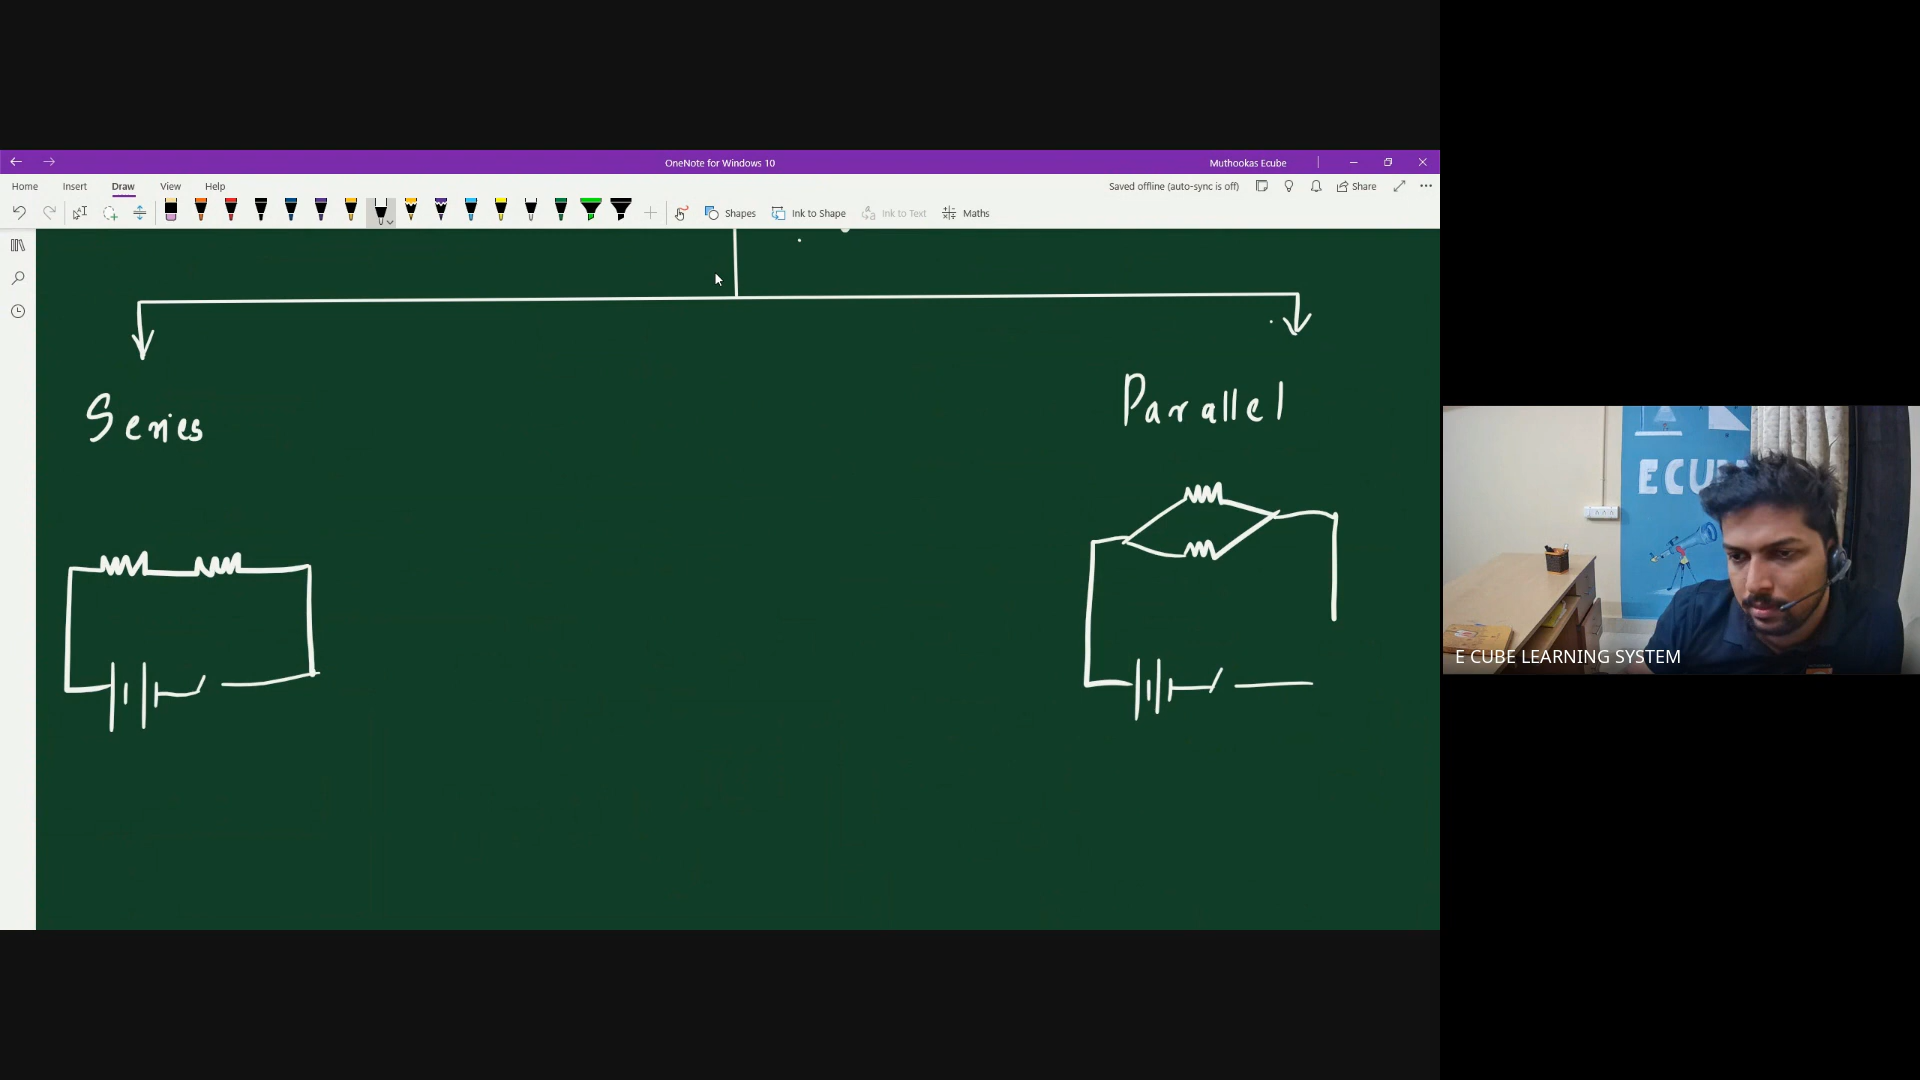 OneNote for Windows 10
Muthookas Ecube
Home Insert Draw View Help
Saved offline (auto-sync is off)
Share
Shapes
Ink to Shape
Ink to Text
Maths
Series
Parallel
ECU
E CUBE LEARNING SYSTEM